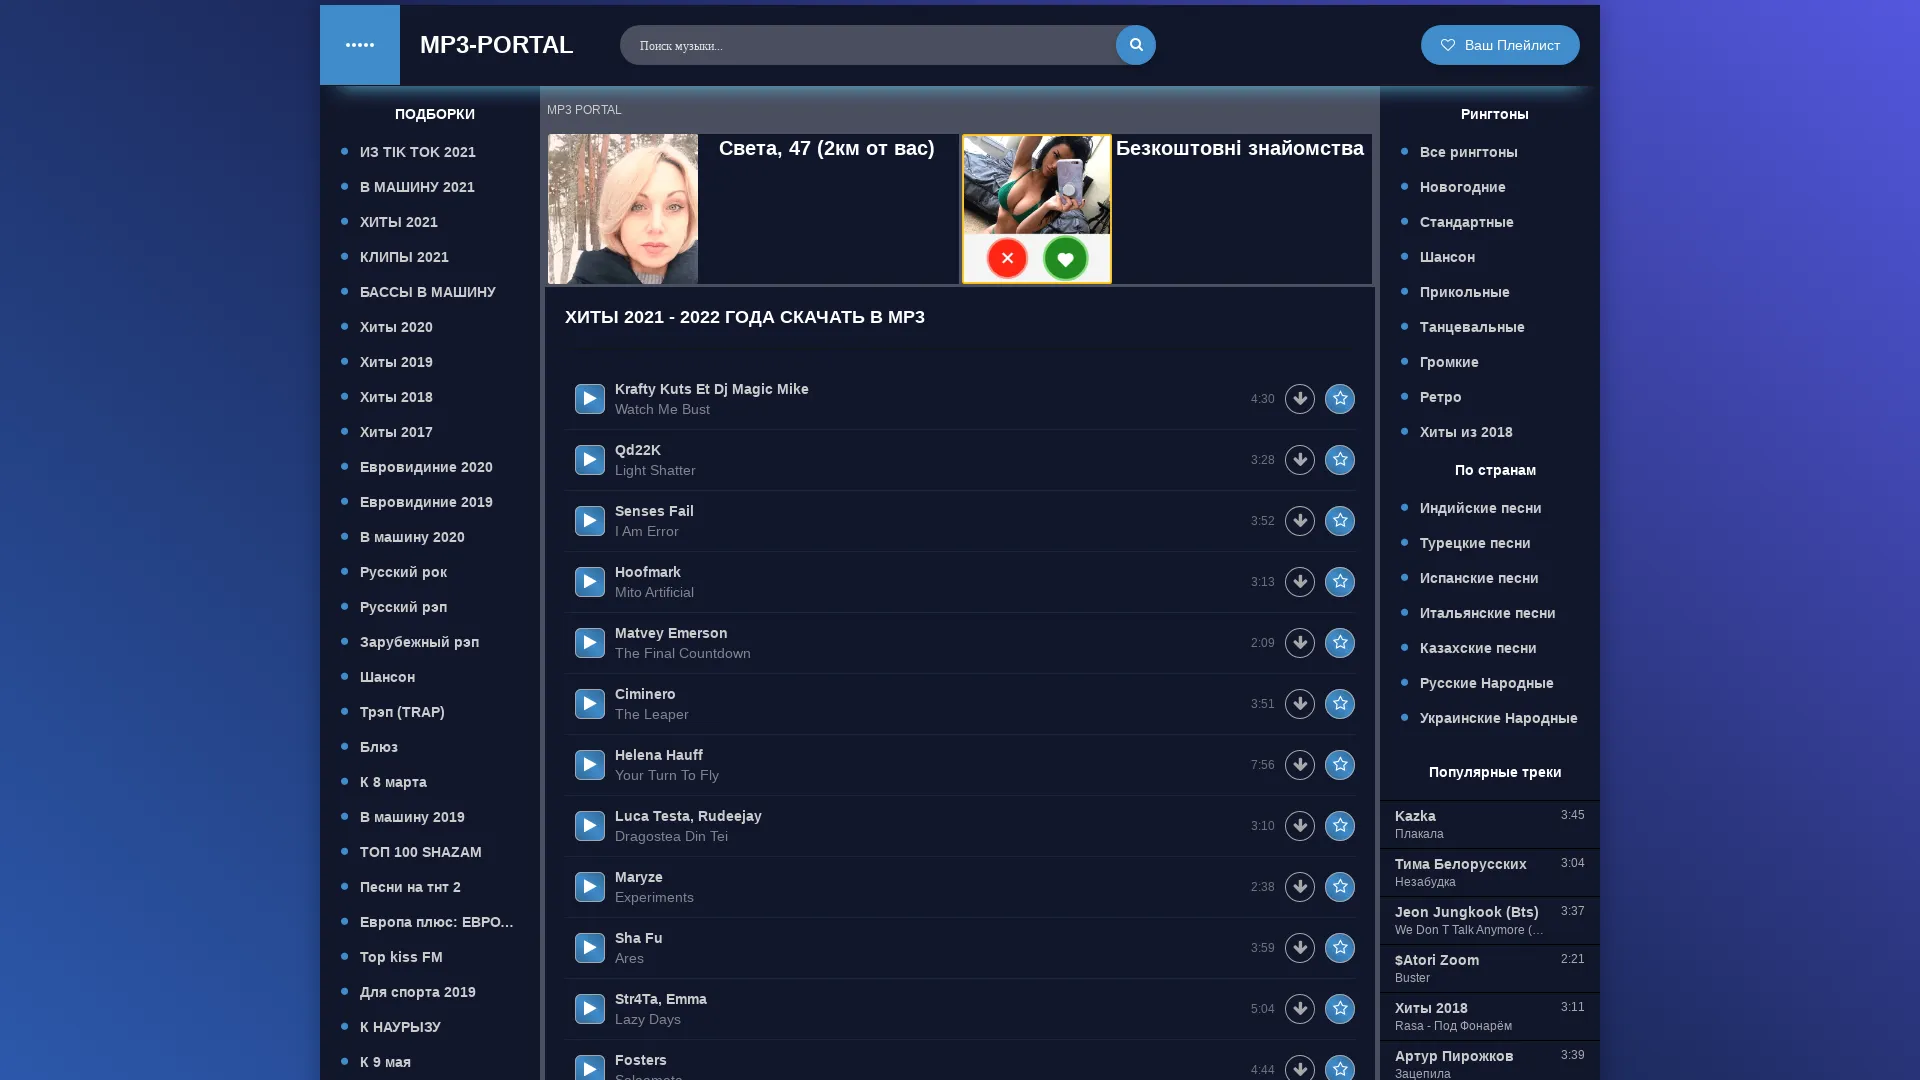 MP3-PORTAL
Поиск музыки...
Ваш Плейлист
ПОДБОРКИ
ИЗ TIK TOK 2021
В МАШИНУ 2021
ХИТЫ 2021
КЛИПЫ 2021
БАССЫ В МАШИНУ
Хиты 2020
Хиты 2019
Хиты 2018
Хиты 2017
Евровидиние 2020
Евровидиние 2019
В машину 2020
Русский рок
Русский рэп
Зарубежный рэп
Шансон
Трэп (TRAP)
Блюз
К 8 марта
В машину 2019
ТОП 100 SHAZAM
Песни на тнт 2
Европа плюс: ЕВРО...
Top kiss FM
Для спорта 2019
К НАУРЫЗУ
К 9 мая
MP3 PORTAL
Света, 47 (2км от вас)
Безкоштовні знайомства
ХИТЫ 2021 - 2022 ГОДА СКАЧАТЬ В MP3
Krafty Kuts Et Dj Magic Mike
Watch Me Bust
4:30
Qd22K
Light Shatter
3:28
Senses Fail
I Am Error
3:52
Hoofmark
Mito Artificial
3:13
Matvey Emerson
The Final Countdown
2:09
Ciminero
The Leaper
3:51
Helena Hauff
Your Turn To Fly
7:56
Luca Testa, Rudeejay
Dragostea Din Tei
3:10
Maryze
Experiments
2:38
Sha Fu
Ares
3:59
Str4Ta, Emma
Lazy Days
5:04
Fosters
4:44
Рингтоны
Все рингтоны
Новогодние
Стандартные
Шансон
Прикольные
Танцевальные
Громкие
Ретро
Хиты из 2018
По странам
Индийские песни
Турецкие песни
Испанские песни
Итальянские песни
Казахские песни
Русские Народные
Украинские Народные
Популярные треки
Kazka
3:45
Плакала
Тима Белорусских
3:04
Незабудка
Jeon Jungkook (Bts)
3:37
We Don T Talk Anymore (...
$Atori Zoom
2:21
Buster
Хиты 2018
3:11
Rasa - Под Фонарём
Артур Пирожков
3:39
Зацепила